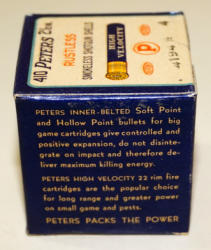 410 PETERS 2½in.
RUSTLESS
SMOKELESS SHOTGUN SHELLS
HIGH
VELOCITY
P
4
PETERS INNER-BELTED Soft Point
and Hollow Point bullets for big
game cartridges give controlled and
positive expansion, do not disinte-
grate on impact and therefore de-
liver maximum killing energy.
PETERS HIGH VELOCITY 22 rim fire
cartridges are the popular choice
for long range and greater power
on small game and pests.
PETERS PACKS THE POWER